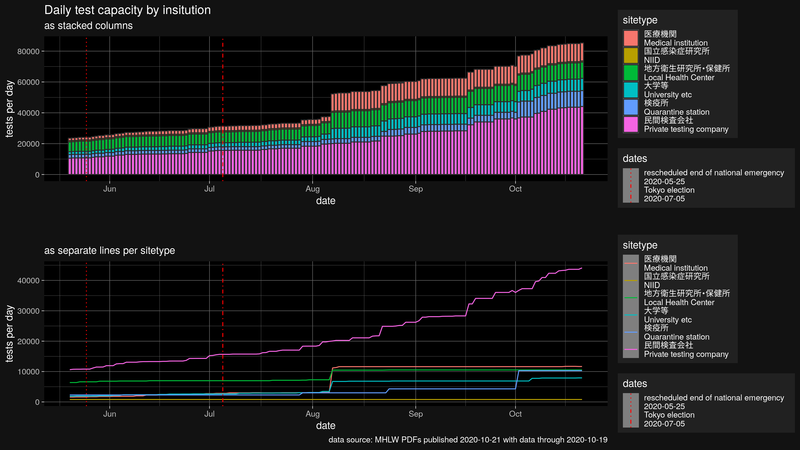 Daily test capacity by insitution
as stacked columns
80000
60000
40000
20000
0
tests per day
Jun
Jul
Aug
Sep
Oct
date
sitetype
医療機関
Medical institution
国立感染症研究所
NIID
地方衛生研究所・保健所
Local Health Center
大学等
University etc
検疫所
Quarantine station
民間検査会社
Private testing company
dates
rescheduled end of national emergency
2020-05-25
Tokyo election
2020-07-05
as separate lines per sitetype
40000
30000
20000
10000
0
tests per day
Jun
Jul
Aug
Sep
Oct
date
sitetype
医療機関
Medical institution
国立感染症研究所
NIID
地方衛生研究所・保健所
Local Health Center
大学等
University etc
検疫所
Quarantine station
民間検査会社
Private testing company
dates
rescheduled end of national emergency
2020-05-25
Tokyo election
2020-07-05
data source: MHLW PDFs published 2020-10-21 with data through 2020-10-19